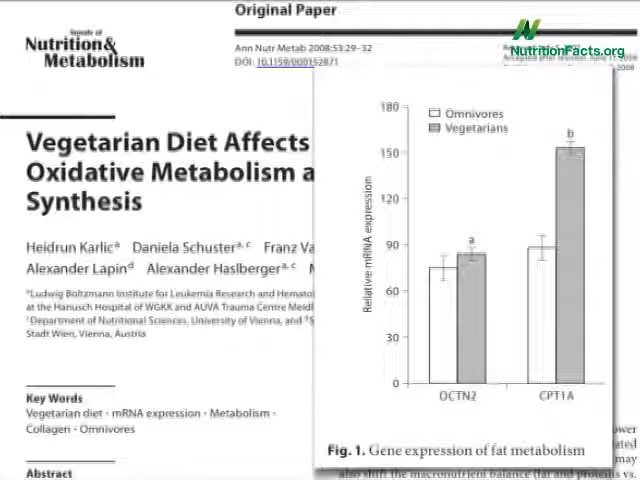 Original Paper
Annals of
Nutrition&
Metabolism
Ann Nutr Metab 2008;53:29–32
DOI: 10.1159/000152871
NutritionFacts.org
Vegetarian Diet Affects
Oxidative Metabolism a
Synthesis
Heidrun Karlic a Daniela Schuster a, c Franz Va
Alexander Lapin d Alexander Haslberger a, c
a Ludwig Boltzmann Institute for Leukemia Research and Hematol
at the Hanusch Hospital of WGKK and AUVA Trauma Centre Meidl
c Department of Nutritional Sciences, University of Vienna, and d S
Stadt Wien, Vienna, Austria
Key Words
Vegetarian diet · mRNA expression · Metabolism ·
Collagen · Omnivores
Abstract
Omnivores
Vegetarians
Relative mRNA expression
180
150
120
90
60
30
0
a
b
OCTN2 CPT1A
Fig. 1. Gene expression of fat metabolism
ower
ated
may
also shift the macronutrient balance (fat and proteins vs.